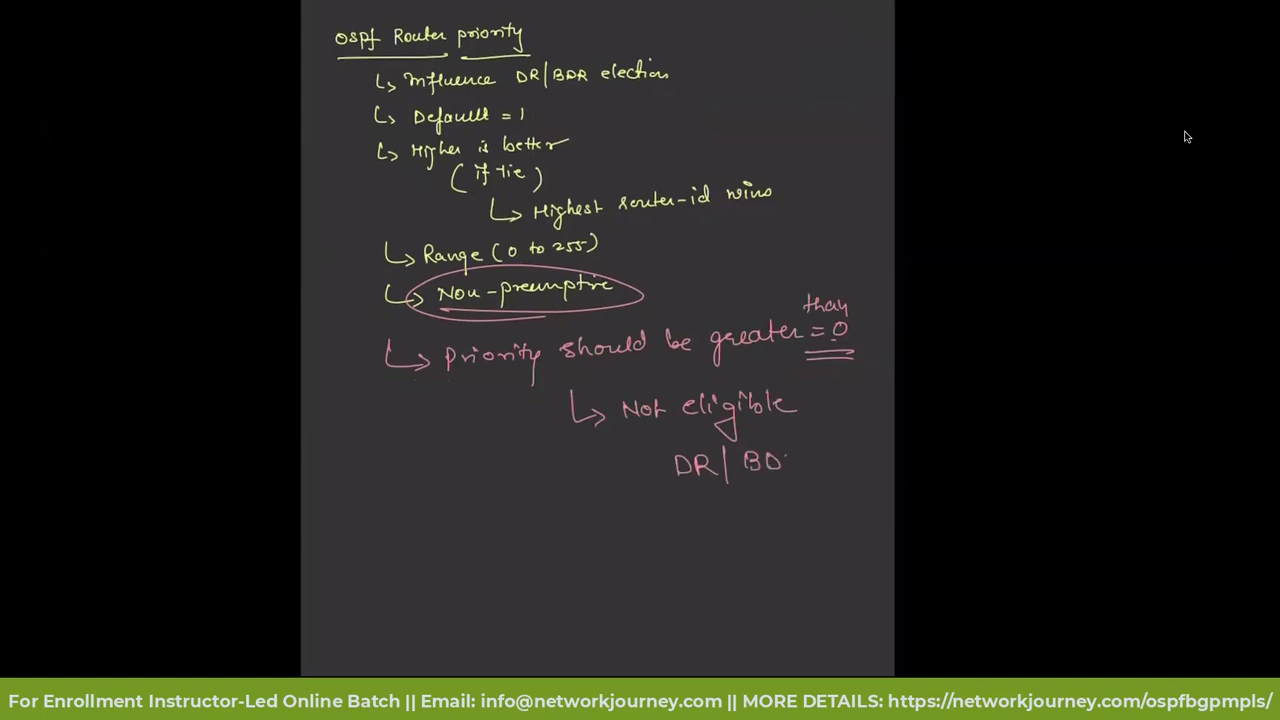 ospf Router priority
↳ Influence DR/BDR election
↳ Default = 1
↳ Higher is better
(if tie)
↳ Highest router-id wins
↳ Range (0 to 255)
↳ Non-preemptive
than
↳ Priority should be greater = 0
↳ Not eligible
DR | BD
For Enrollment Instructor-Led Online Batch || Email: info@networkjourney.com || MORE DETAILS: https://networkjourney.com/ospfbgpmpls/